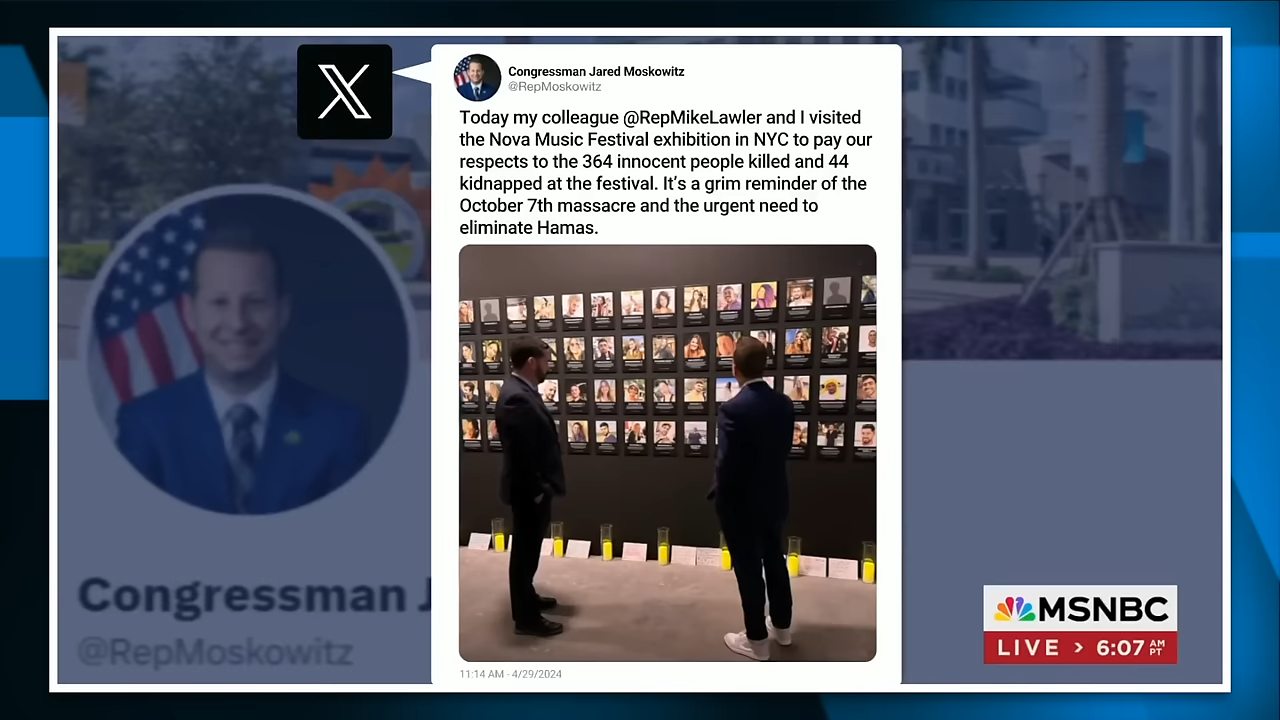 Congressman Jared Moskowitz
@RepMoskowitz
Today my colleague @RepMikeLawler and I visited
the Nova Music Festival exhibition in NYC to pay our
respects to the 364 innocent people killed and 44
kidnapped at the festival. It's a grim reminder of the
October 7th massacre and the urgent need to
eliminate Hamas.
11:14 AM - 4/29/2024
Congressman J
@RepMoskowitz
MSNBC
LIVE > 6:07 AM PT